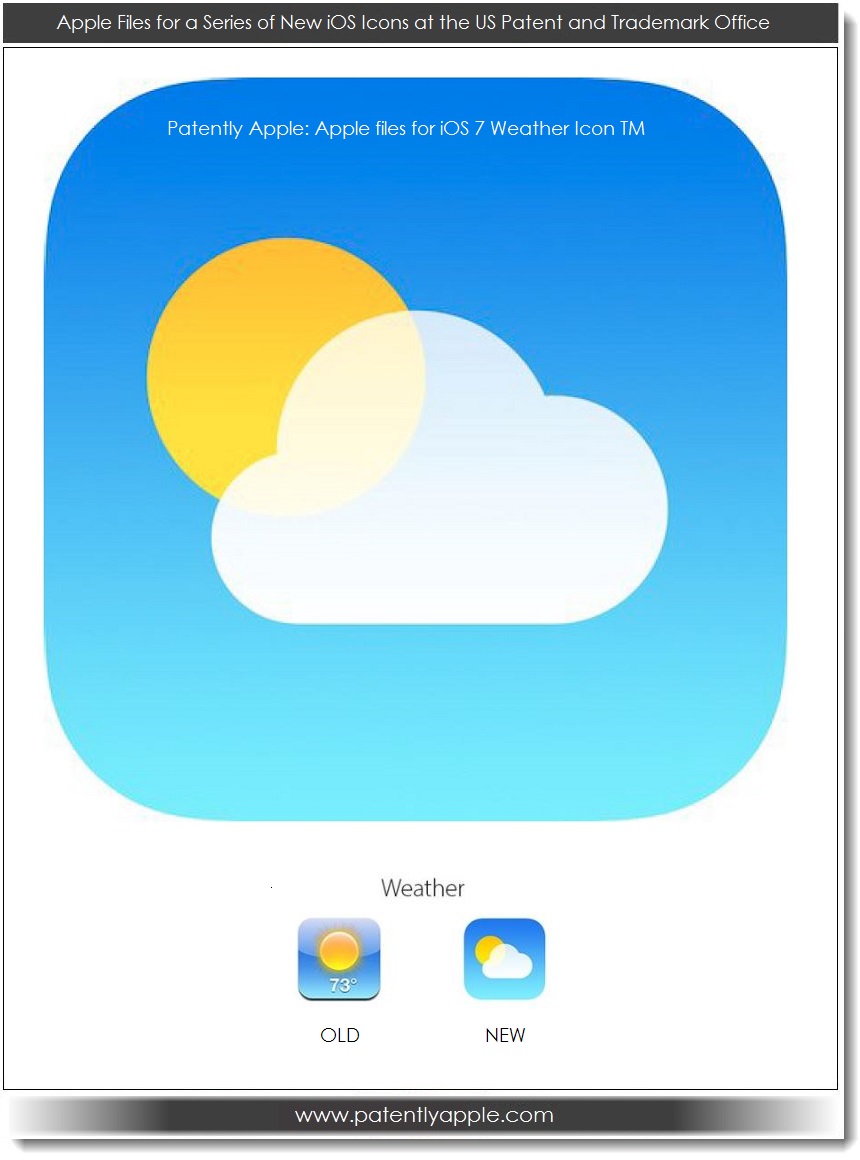 Apple Files for a Series of New iOS Icons at the US Patent and Trademark Office
Patently Apple: Apple files for iOS 7 Weather Icon TM
Weather
73°
OLD
NEW
www.patentlyapple.com